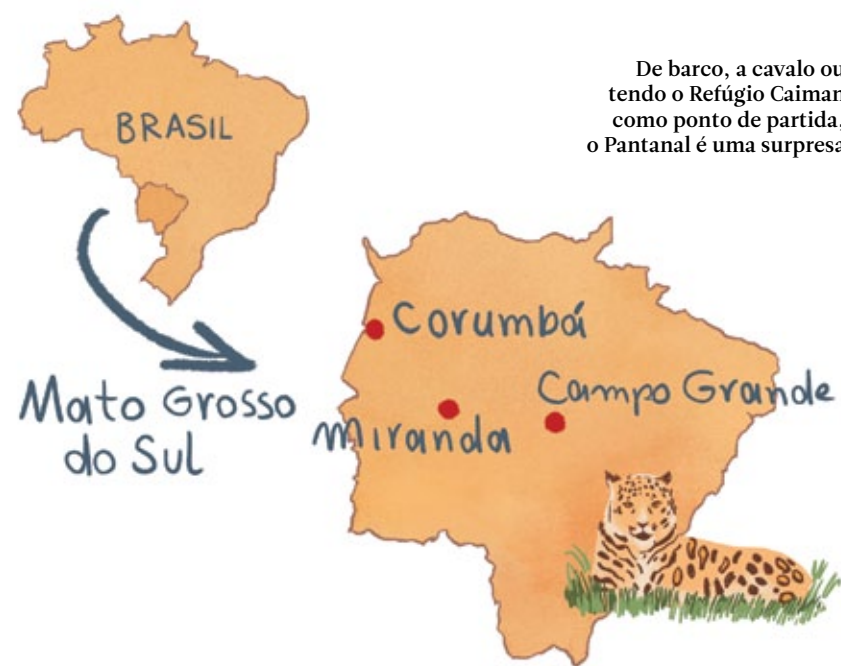 BRASIL
De barco, a cavalo ou
tendo o Refúgio Caiman
como ponto de partida,
o Pantanal é uma surpresa
Mato Grosso
do Sul
Corumbá
Campo Grande
Miranda